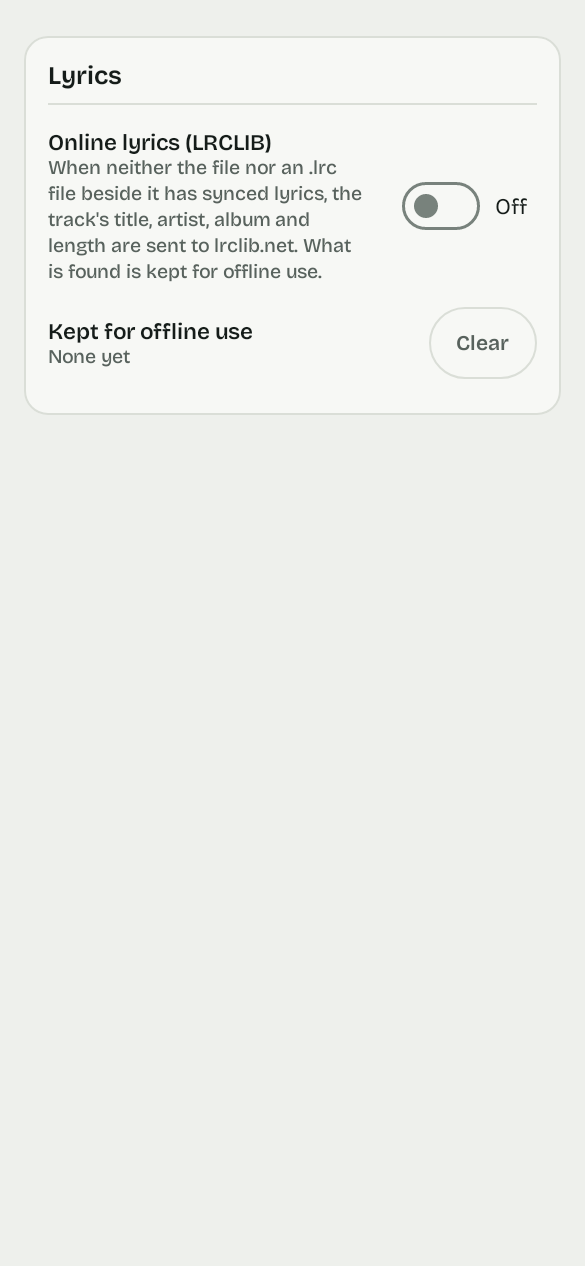 Lyrics
Online lyrics (LRCLIB)
When neither the file nor an .lrc
file beside it has synced lyrics, the
track's title, artist, album and
length are sent to lrclib.net. What
is found is kept for offline use.
Off
Kept for offline use
None yet
Clear